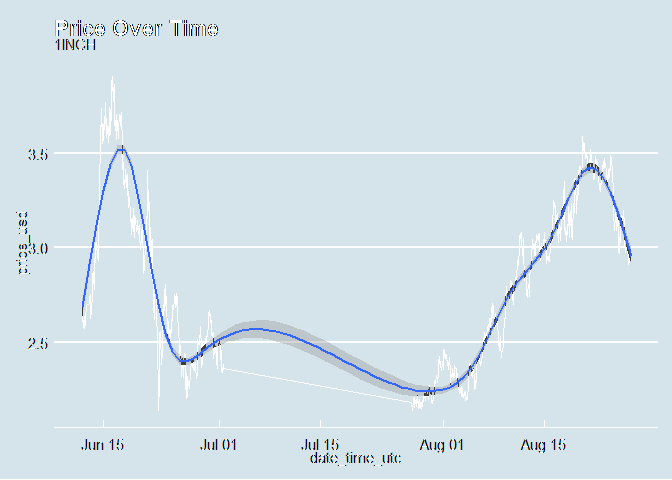 Price Over Time
1INCH
3.5
3.0
2.5
price_usd
Jun 15
Jul 01
Jul 15
Aug 01
Aug 15
date_time_utc